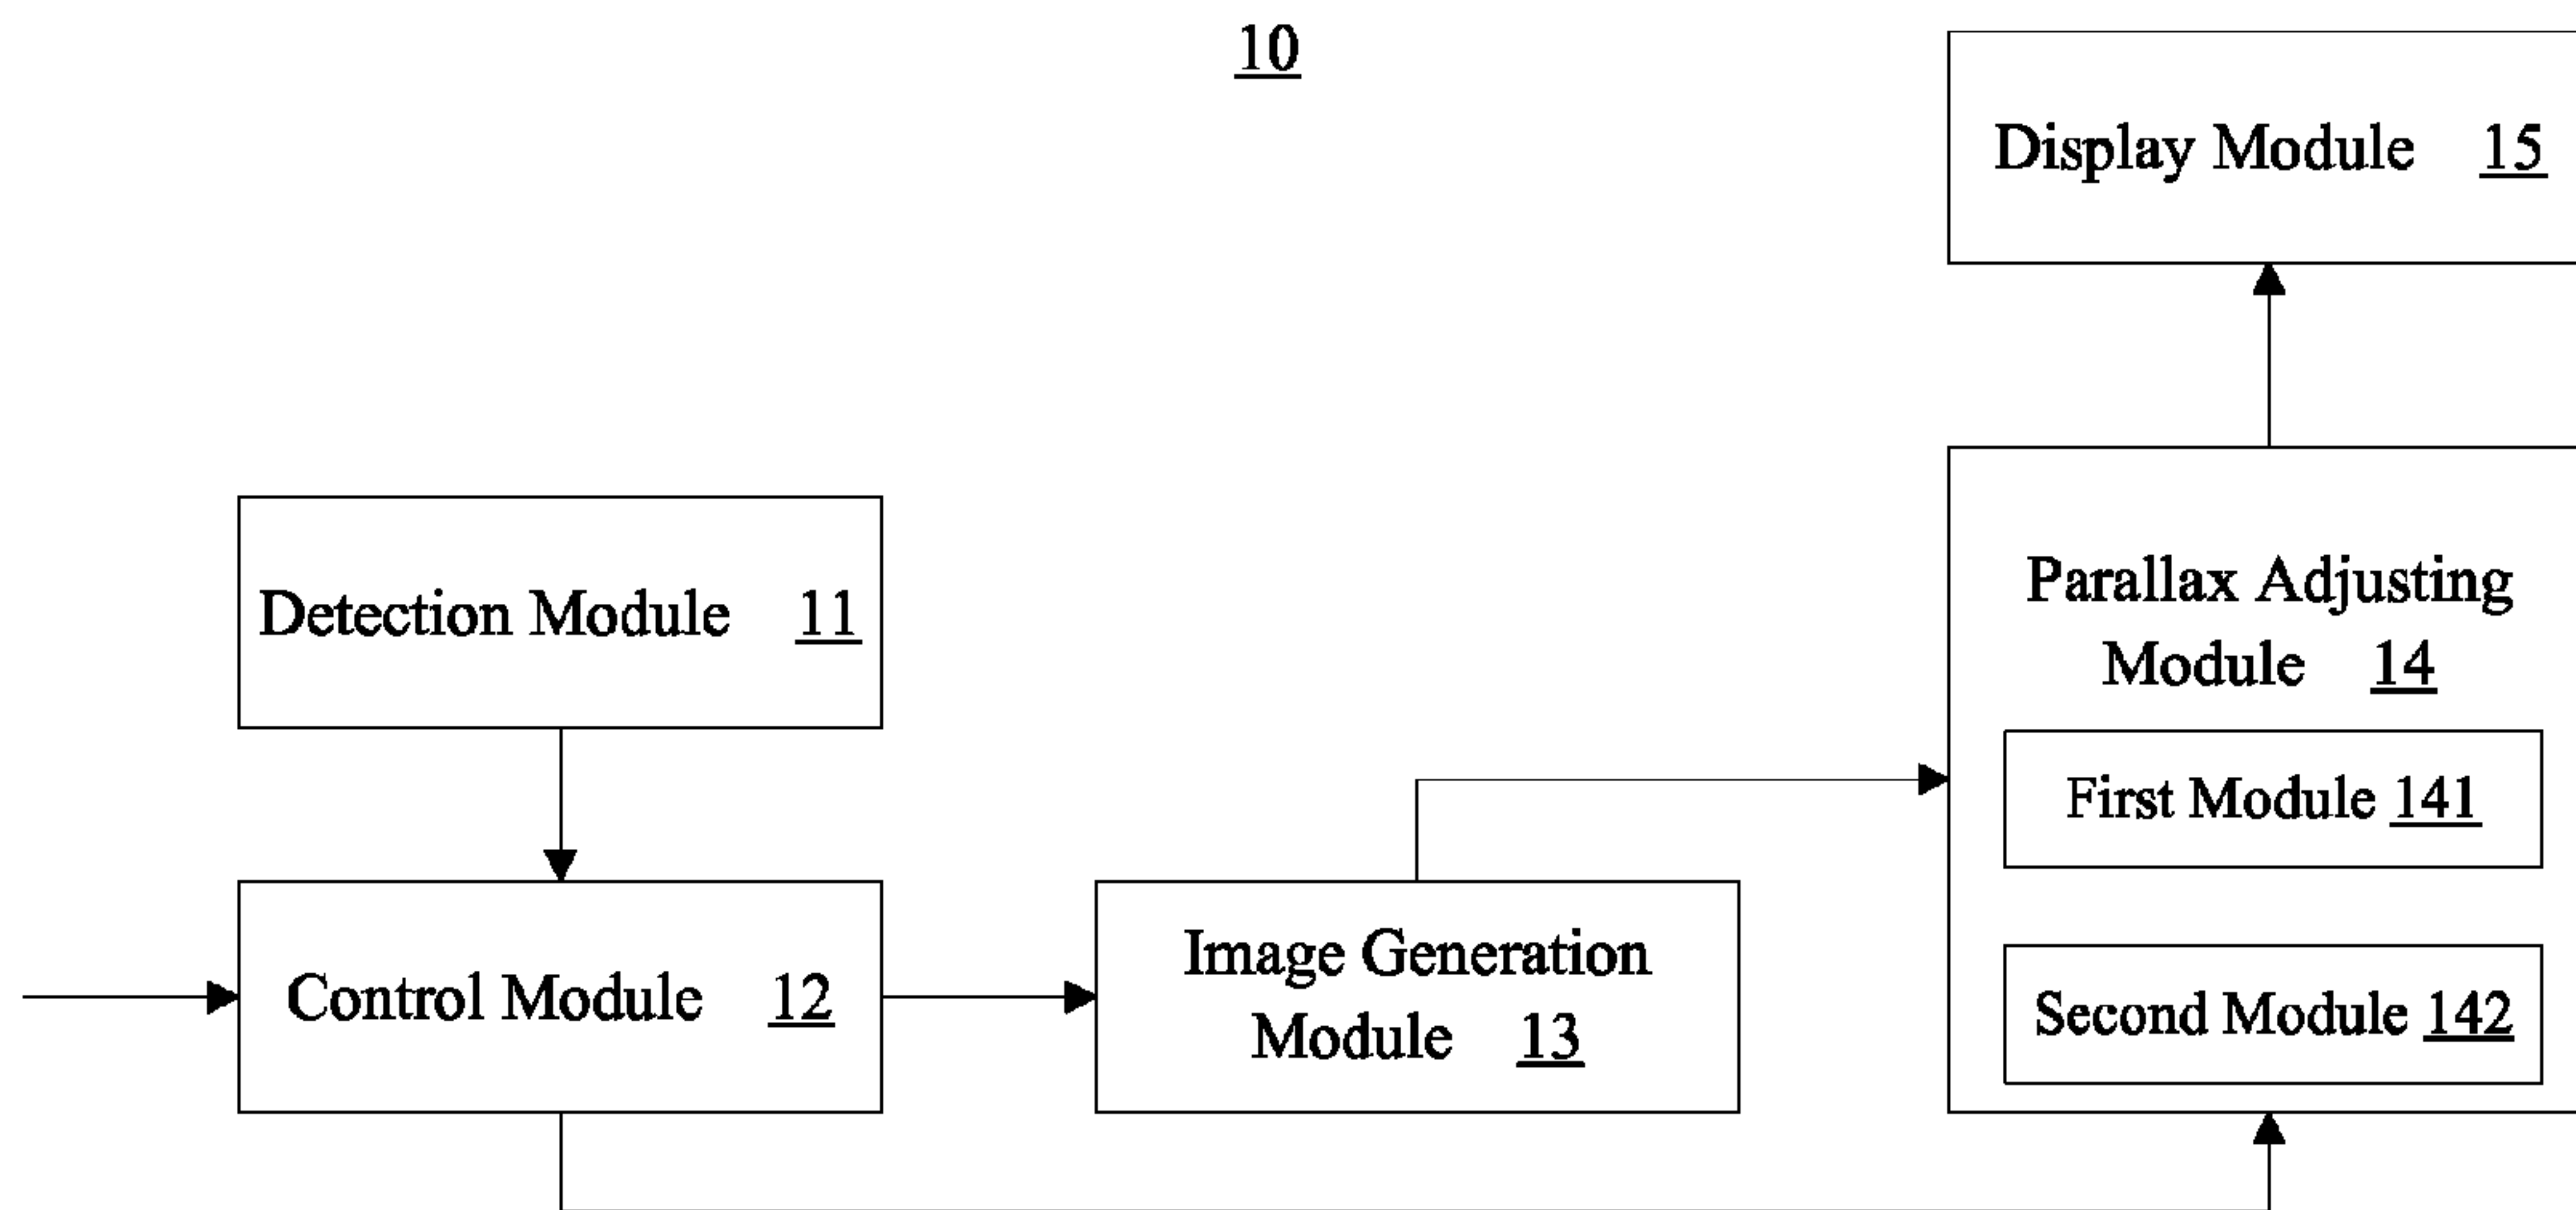 10
Display Module 15
Detection Module 11
Parallax Adjusting
Module 14
First Module 141
Control Module 12
Image Generation
Module 13
Second Module 142